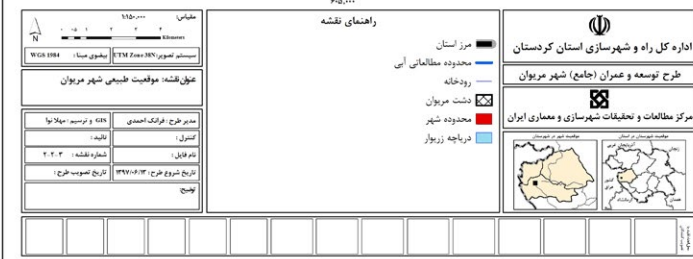 اداره کل راه و شهرسازی استان کردستان
طرح توسعه و عمران (جامع) شهر مریوان
مرکز مطالعات و تحقیقات شهرسازی و معماری ایران
موقعیت شهرستان در استان
موقعیت شهر در شهرستان
زنجان
همدان
کرمانشاه
راهنمای نقشه
مرز استان
محدوده مطالعاتی آبی
رودخانه
دشت مریوان
محدوده شهر
دریاچه زریوار
مقیاس:
N
Kilometers
سیستم تصویر: UTM Zone 38N
بیضوی مبنا : WGS 1984
عنوان نقشه: موقعیت طبیعی شهر مریوان
مدیر طرح : فرانک احمدی
GIS و ترسیم : مهلا نوا
کنترل :
تائید :
نام فایل :
شماره نقشه : ۳-۲-۲
تاریخ شروع طرح : ۱۳۹۷/۰۶/۱۳
تاریخ تصویب طرح :
توضیح: